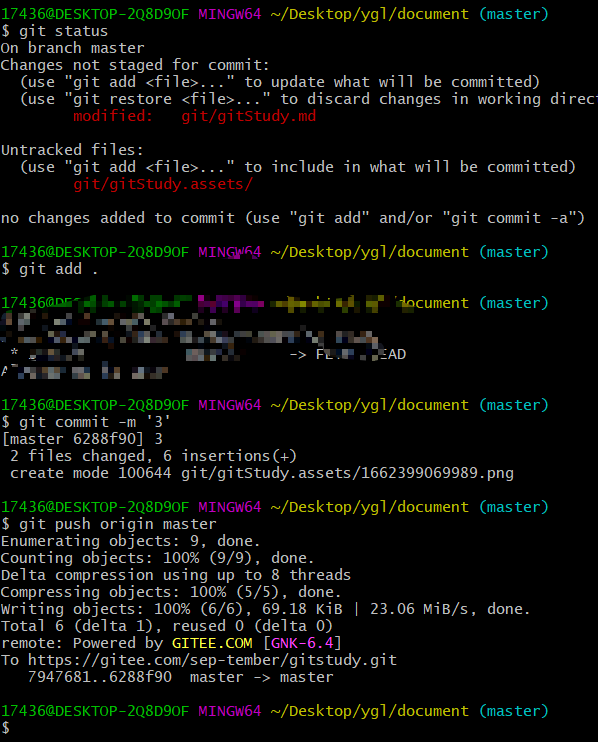 17436@DESKTOP-2Q8D9OF MINGW64 ~/Desktop/ygl/document (master)
$ git status
On branch master
Changes not staged for commit:
  (use "git add <file>..." to update what will be committed)
  (use "git restore <file>..." to discard changes in working direc
        modified:   git/gitStudy.md
Untracked files:
  (use "git add <file>..." to include in what will be committed)
        git/gitStudy.assets/
no changes added to commit (use "git add" and/or "git commit -a")
17436@DESKTOP-2Q8D9OF MINGW64 ~/Desktop/ygl/document (master)
$ git add .
/document (master)
 * ->
17436@DESKTOP-2Q8D9OF MINGW64 ~/Desktop/ygl/document (master)
$ git commit -m '3'
[master 6288f90] 3
 2 files changed, 6 insertions(+)
 create mode 100644 git/gitStudy.assets/1662399069989.png
17436@DESKTOP-2Q8D9OF MINGW64 ~/Desktop/ygl/document (master)
$ git push origin master
Enumerating objects: 9, done.
Counting objects: 100% (9/9), done.
Delta compression using up to 8 threads
Compressing objects: 100% (5/5), done.
Writing objects: 100% (6/6), 69.18 KiB | 23.06 MiB/s, done.
Total 6 (delta 1), reused 0 (delta 0)
remote: Powered by GITEE.COM [GNK-6.4]
To https://gitee.com/sep-tember/gitstudy.git
   7947681..6288f90  master -> master
17436@DESKTOP-2Q8D9OF MINGW64 ~/Desktop/ygl/document (master)
$